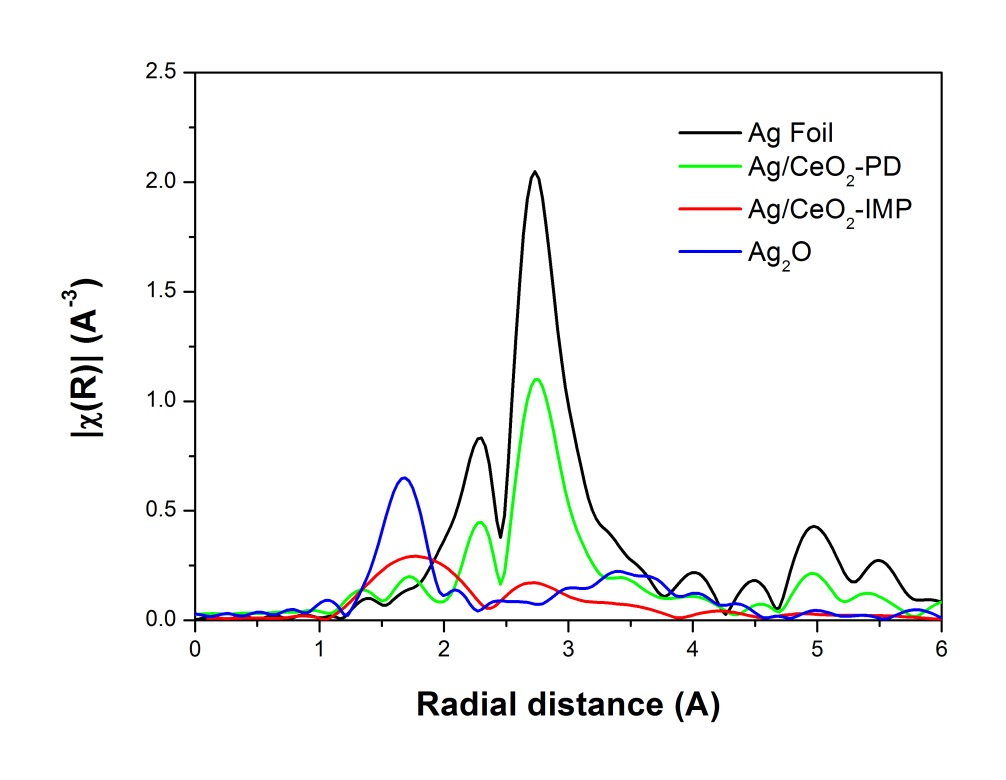 2.5
2.0
1.5
1.0
0.5
0.0
|χ(R)| (A⁻³)
Ag Foil
Ag/CeO₂-PD
Ag/CeO₂-IMP
Ag₂O
0 1 2 3 4 5 6
Radial distance (A)